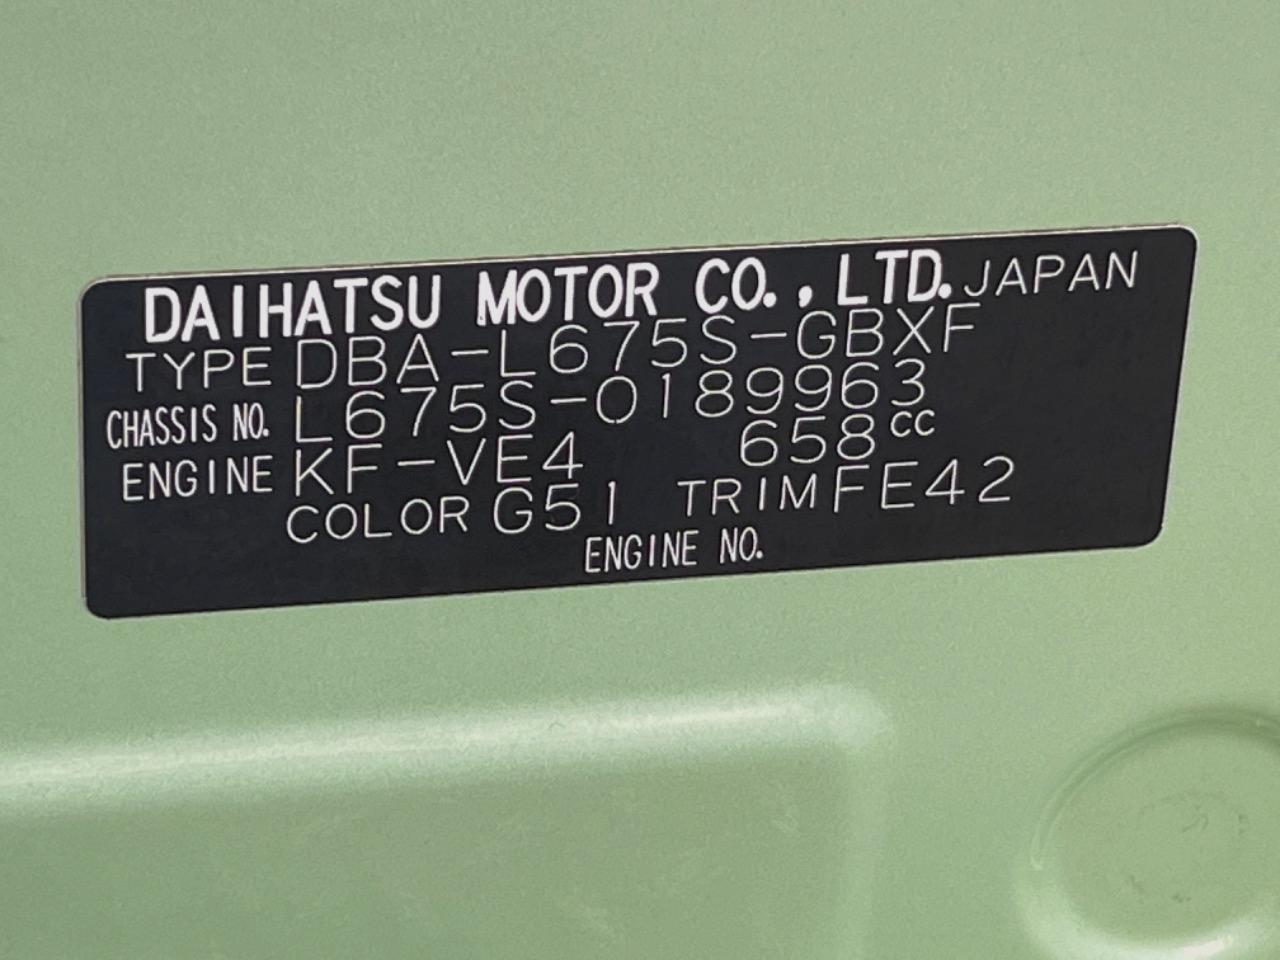 DAIHATSU MOTOR CO., LTD. JAPAN
TYPE DBA-L675S-GBXF
CHASSIS NO. L675S-0189963
ENGINE KF-VE4 658cc
COLOR G51 TRIM FE42
ENGINE NO.